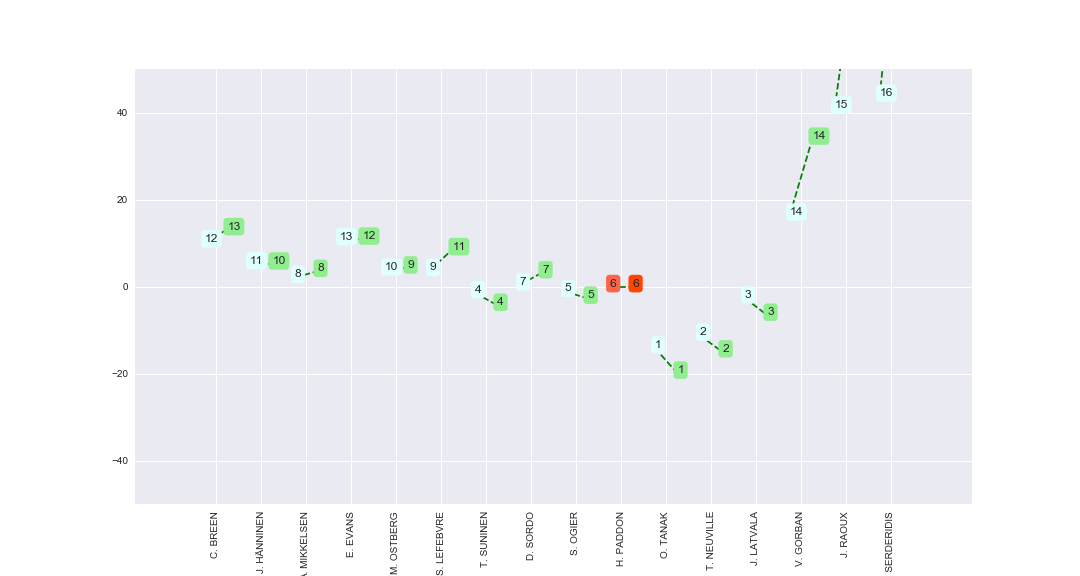 16
15
40
14
20
14
13
12
13
12
11
10
8
8
10
9
9
11
4
4
7
7
5
5
0
6
6
1
1
2
2
3
3
−20
−40
C. BREEN
J. HÄNNINEN
MIKKELSEN
E. EVANS
M. OSTBERG
S. LEFEBVRE
T. SUNINEN
D. SORDO
S. OGIER
H. PADDON
O. TANAK
T. NEUVILLE
J. LATVALA
V. GORBAN
J. RAOUX
SERDERIDIS